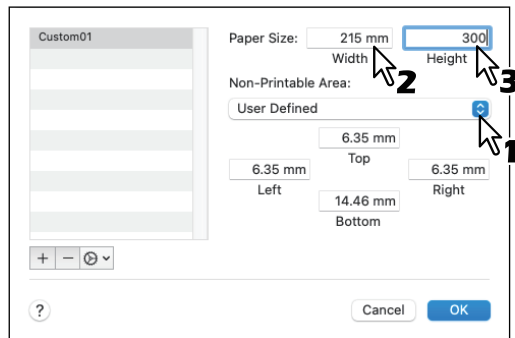 Custom01
Paper Size: 215 mm 300
Width Height
2 3
Non-Printable Area:
User Defined
1
6.35 mm
Top
6.35 mm 6.35 mm
Left Right
14.46 mm
Bottom
+ −
? Cancel OK